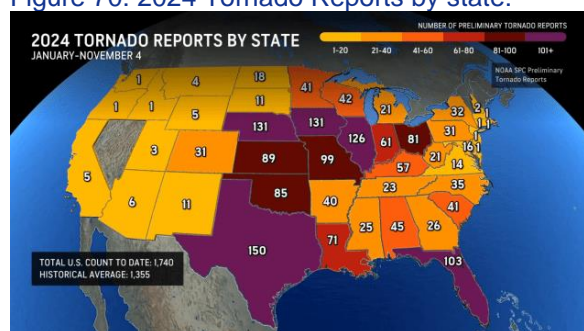 Figure 70. 2024 Tornado Reports by state.
2024 TORNADO REPORTS BY STATE
JANUARY-NOVEMBER 4
NUMBER OF PRELIMINARY TORNADO REPORTS
1-20 21-40 41-60 61-80 81-100 101+
NOAA SPC Preliminary
Tornado Reports
1 4 18 41 42 21 32 2 1
1 1 5 11 1 1
131 131 126 61 81 31 1
5 3 31 89 99 57 21 16 1
14
6 11 85 40 23 35
150 71 25 45 26 41
103
TOTAL U.S. COUNT TO DATE: 1,740
HISTORICAL AVERAGE: 1,355